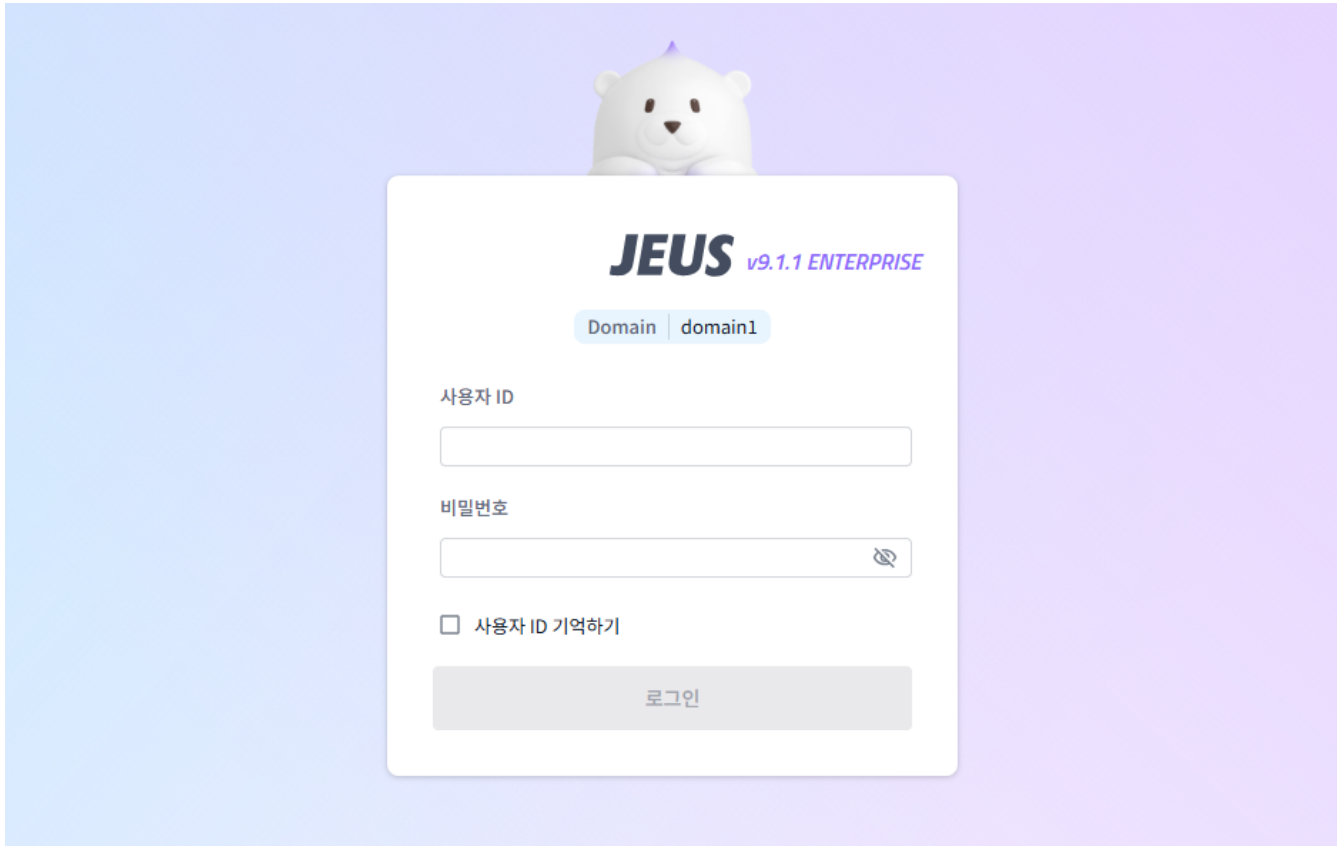 JEUS v9.1.1 ENTERPRISE
Domain domain1
사용자 ID
비밀번호
사용자 ID 기억하기
로그인